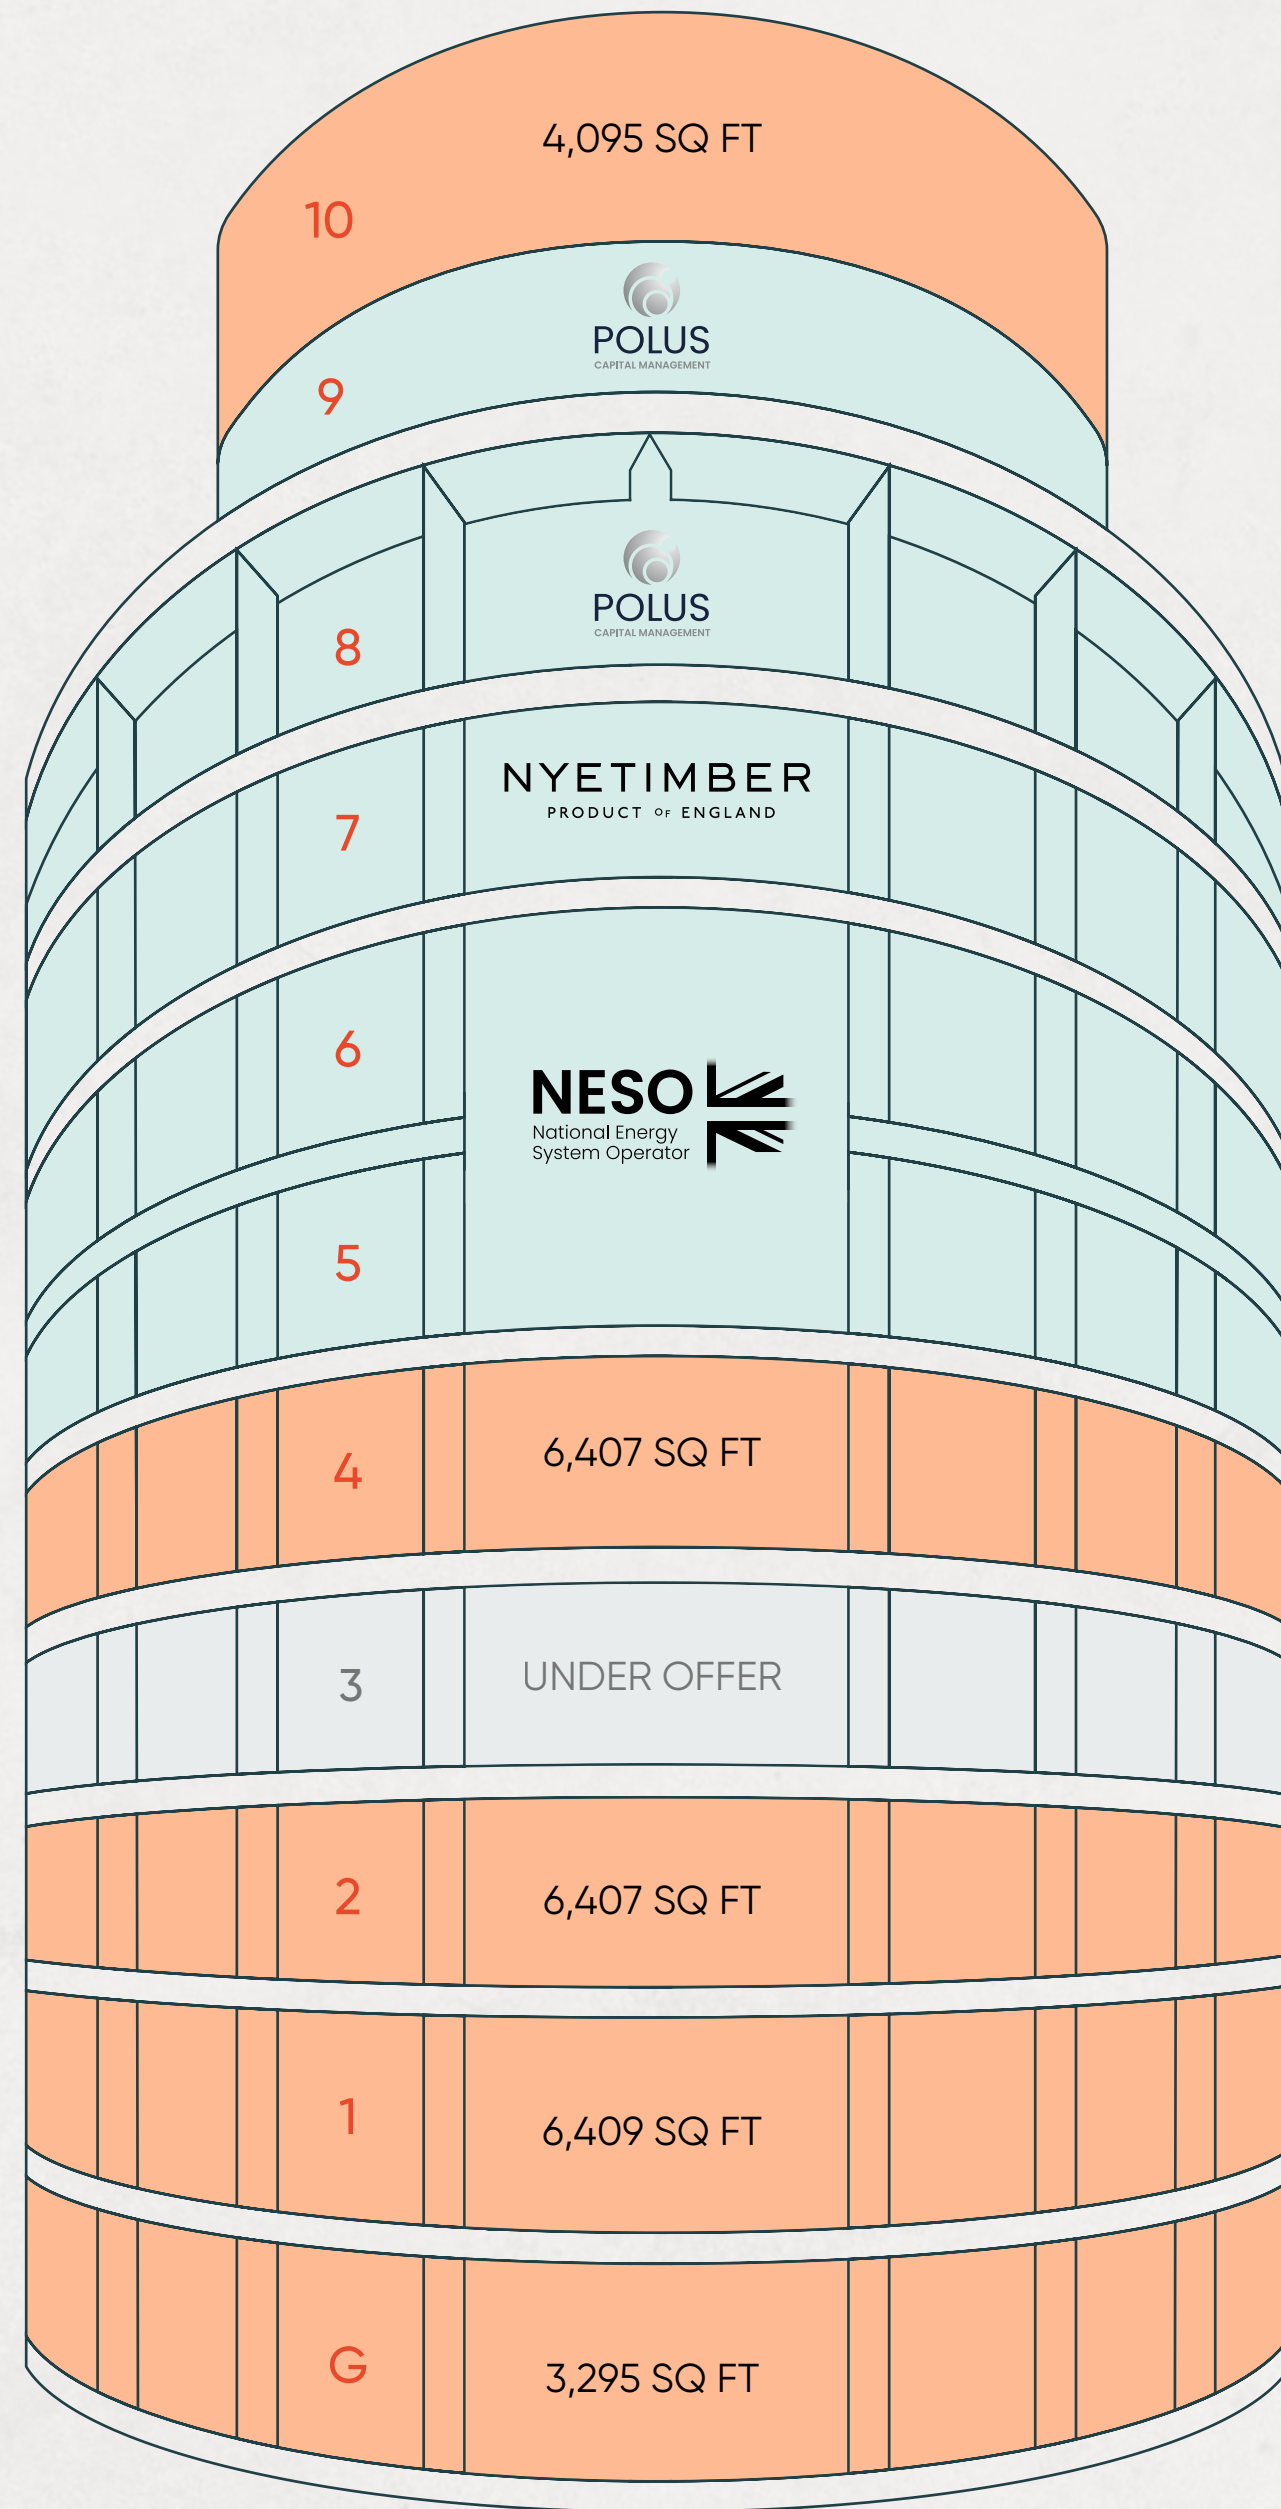 4,095 SQ FT
10
POLUS
CAPITAL MANAGEMENT
9
POLUS
CAPITAL MANAGEMENT
8
NYETIMBER
PRODUCT OF ENGLAND
7
6
NESO
National Energy
System Operator
5
6,407 SQ FT
4
3
UNDER OFFER
2
6,407 SQ FT
1
6,409 SQ FT
G
3,295 SQ FT